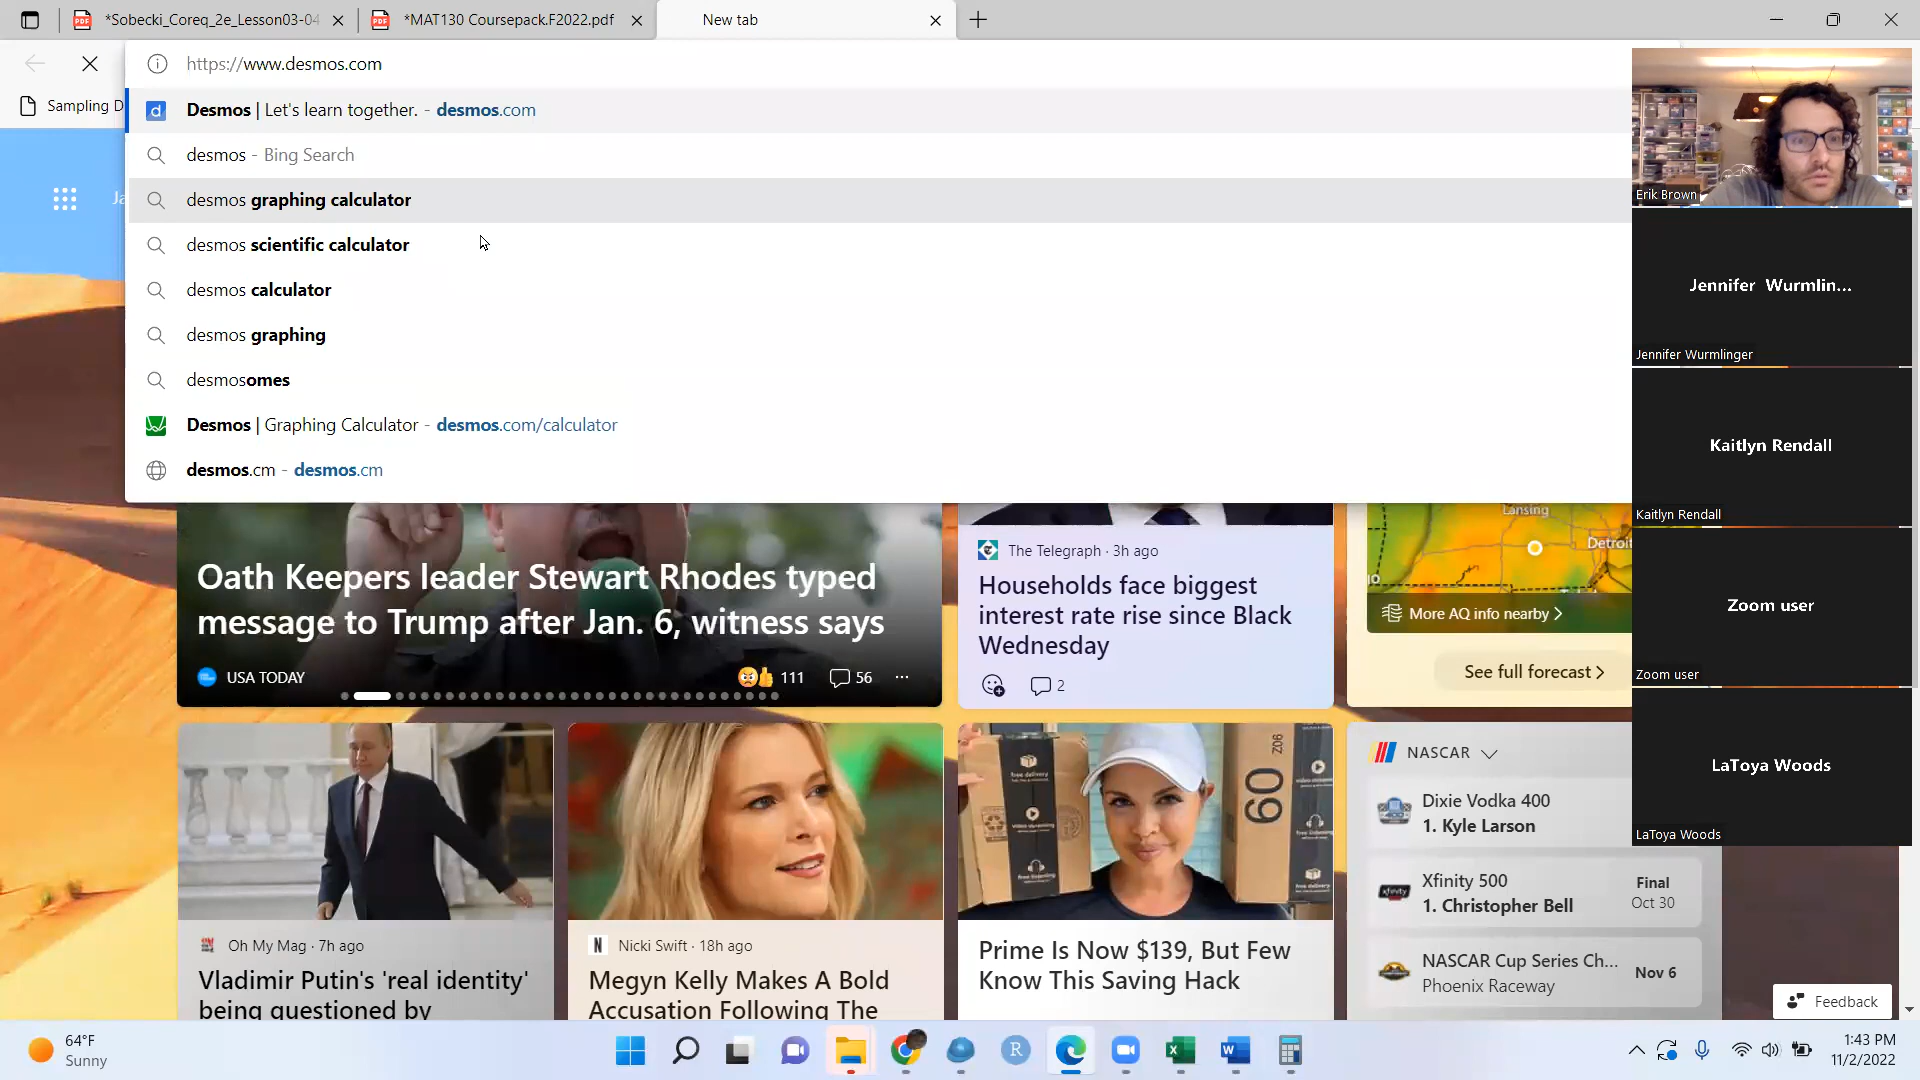 *Sobecki_Coreq_2e_Lesson03-04
*MAT130 Coursepack.F2022.pdf
New tab
https://www.desmos.com
Sampling D
Desmos | Let's learn together. - desmos.com
desmos - Bing Search
desmos graphing calculator
desmos scientific calculator
desmos calculator
desmos graphing
desmosomes
Desmos | Graphing Calculator - desmos.com/calculator
desmos.cm - desmos.cm
Ja
Erik Brown
Jennifer Wurmlin...
Jennifer Wurmlinger
Kaitlyn Rendall
Kaitlyn Rendall
Zoom user
Zoom user
LaToya Woods
LaToya Woods
Oath Keepers leader Stewart Rhodes typed
message to Trump after Jan. 6, witness says
USA TODAY
111
56
The Telegraph · 3h ago
Households face biggest
interest rate rise since Black
Wednesday
2
Lansing
Detroit
More AQ info nearby
See full forecast
Oh My Mag · 7h ago
Vladimir Putin's 'real identity'
being questioned by
Nicki Swift · 18h ago
Megyn Kelly Makes A Bold
Accusation Following The
free delivery
60
Prime Is Now $139, But Few
Know This Saving Hack
NASCAR
Dixie Vodka 400
1. Kyle Larson
Xfinity 500
1. Christopher Bell
Final
Oct 30
NASCAR Cup Series Ch...
Phoenix Raceway
Nov 6
Feedback
64°F
Sunny
1:43 PM
11/2/2022